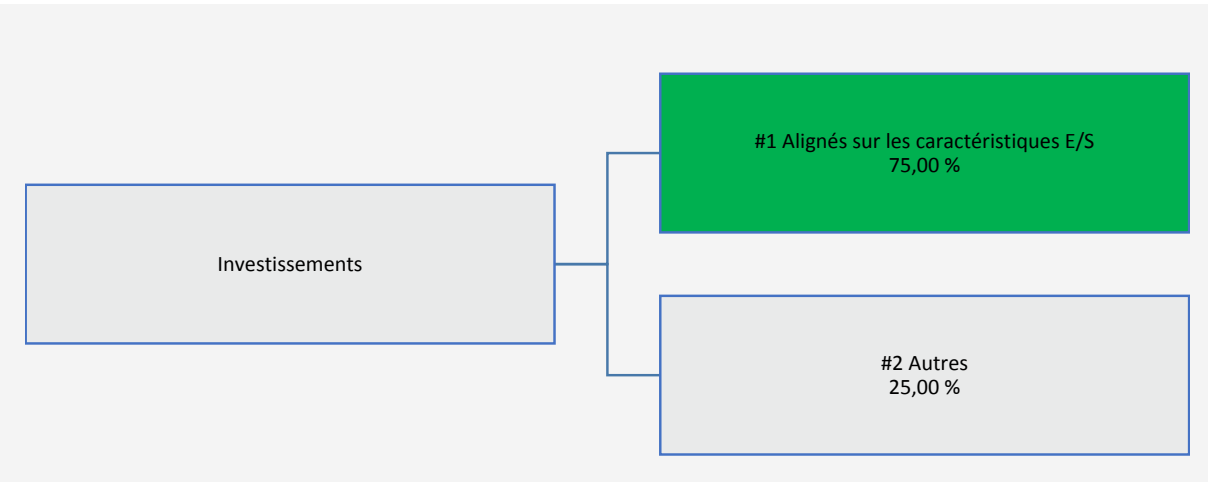 Investissements
#1 Alignés sur les caractéristiques E/S
75,00 %
#2 Autres
25,00 %